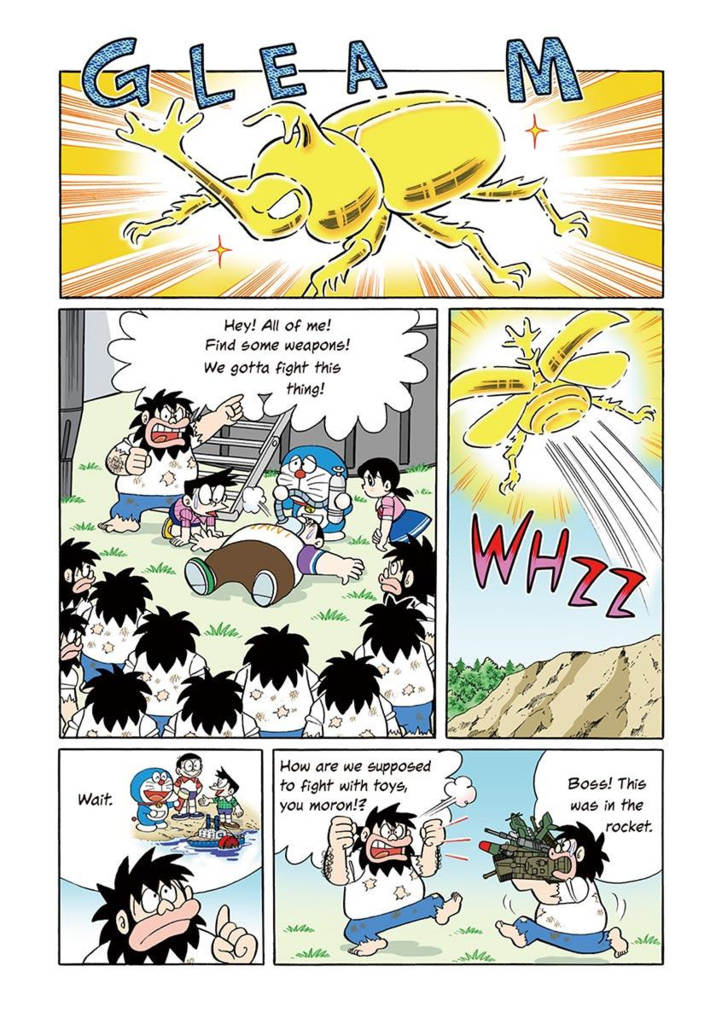 GLEAM
Hey! All of me!
Find some weapons!
We gotta fight this
thing!
WHZZ
Wait.
How are we supposed
to fight with toys,
you moron!?
Boss! This
was in the
rocket.